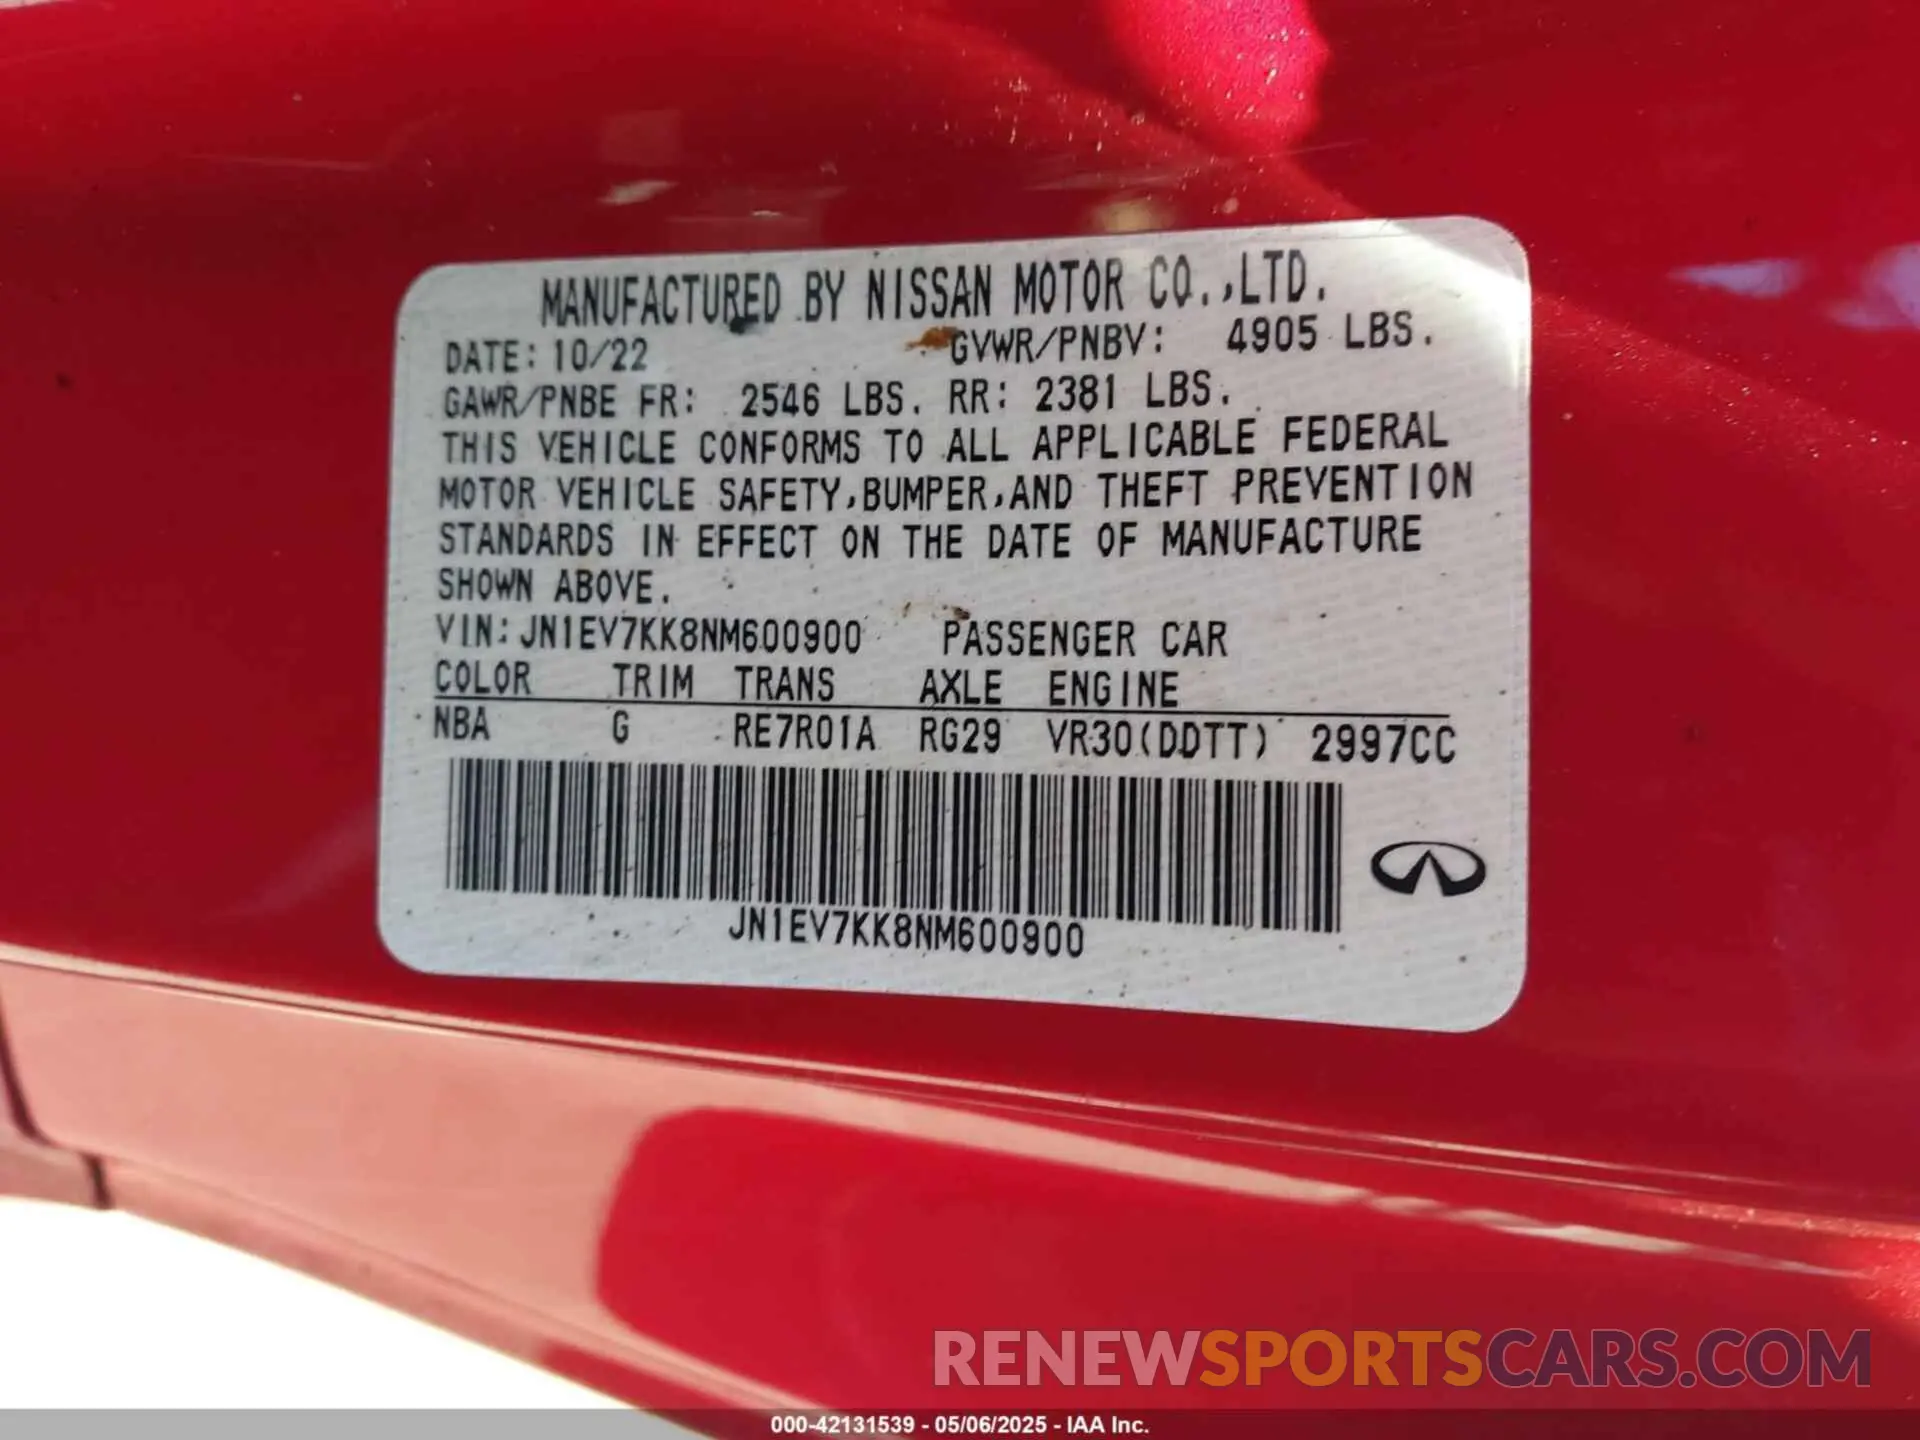 MANUFACTURED BY NISSAN MOTOR CO.,LTD.
DATE: 10/22 GVWR/PNBV: 4905 LBS.
GAWR/PNBE FR: 2546 LBS. RR: 2381 LBS.
THIS VEHICLE CONFORMS TO ALL APPLICABLE FEDERAL
MOTOR VEHICLE SAFETY,BUMPER,AND THEFT PREVENTION
STANDARDS IN EFFECT ON THE DATE OF MANUFACTURE
SHOWN ABOVE.
VIN: JN1EV7KK8NM600900 PASSENGER CAR
COLOR TRIM TRANS AXLE ENGINE
NBA G RE7R01A RG29 VR30(DDTT) 2997CC
JN1EV7KK8NM600900
RENEWSPORTSCARS.COM
000-42131539 - 05/06/2025 - IAA Inc.